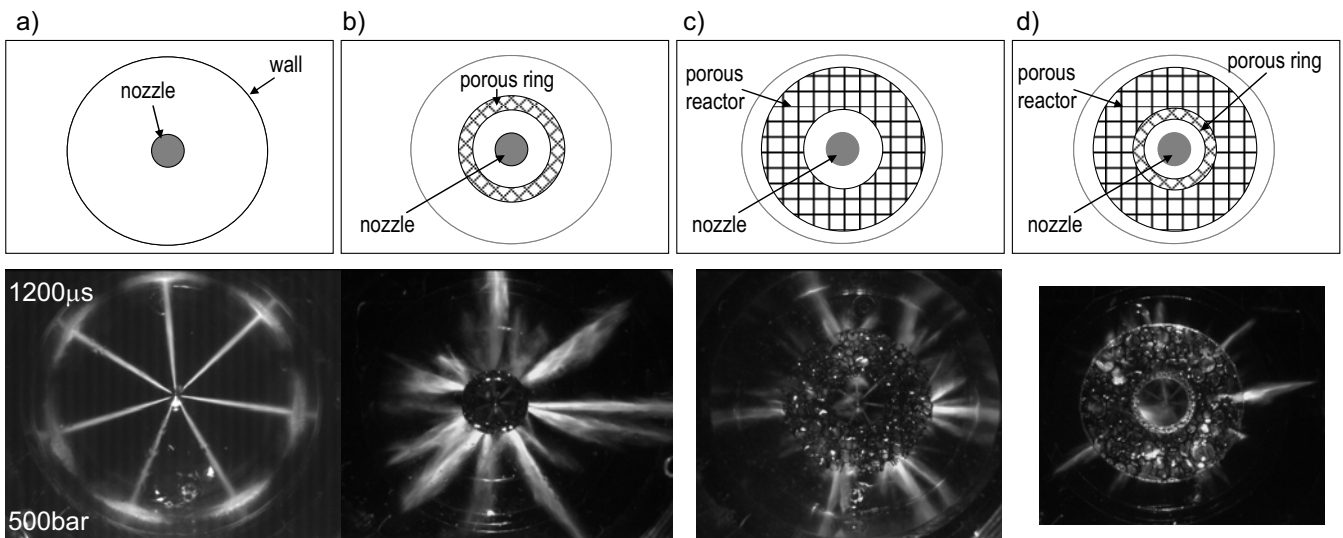 a)
b)
c)
d)
wall
nozzle
porous ring
nozzle
porous
reactor
nozzle
porous ring
porous
reactor
nozzle
1200μs
500bar